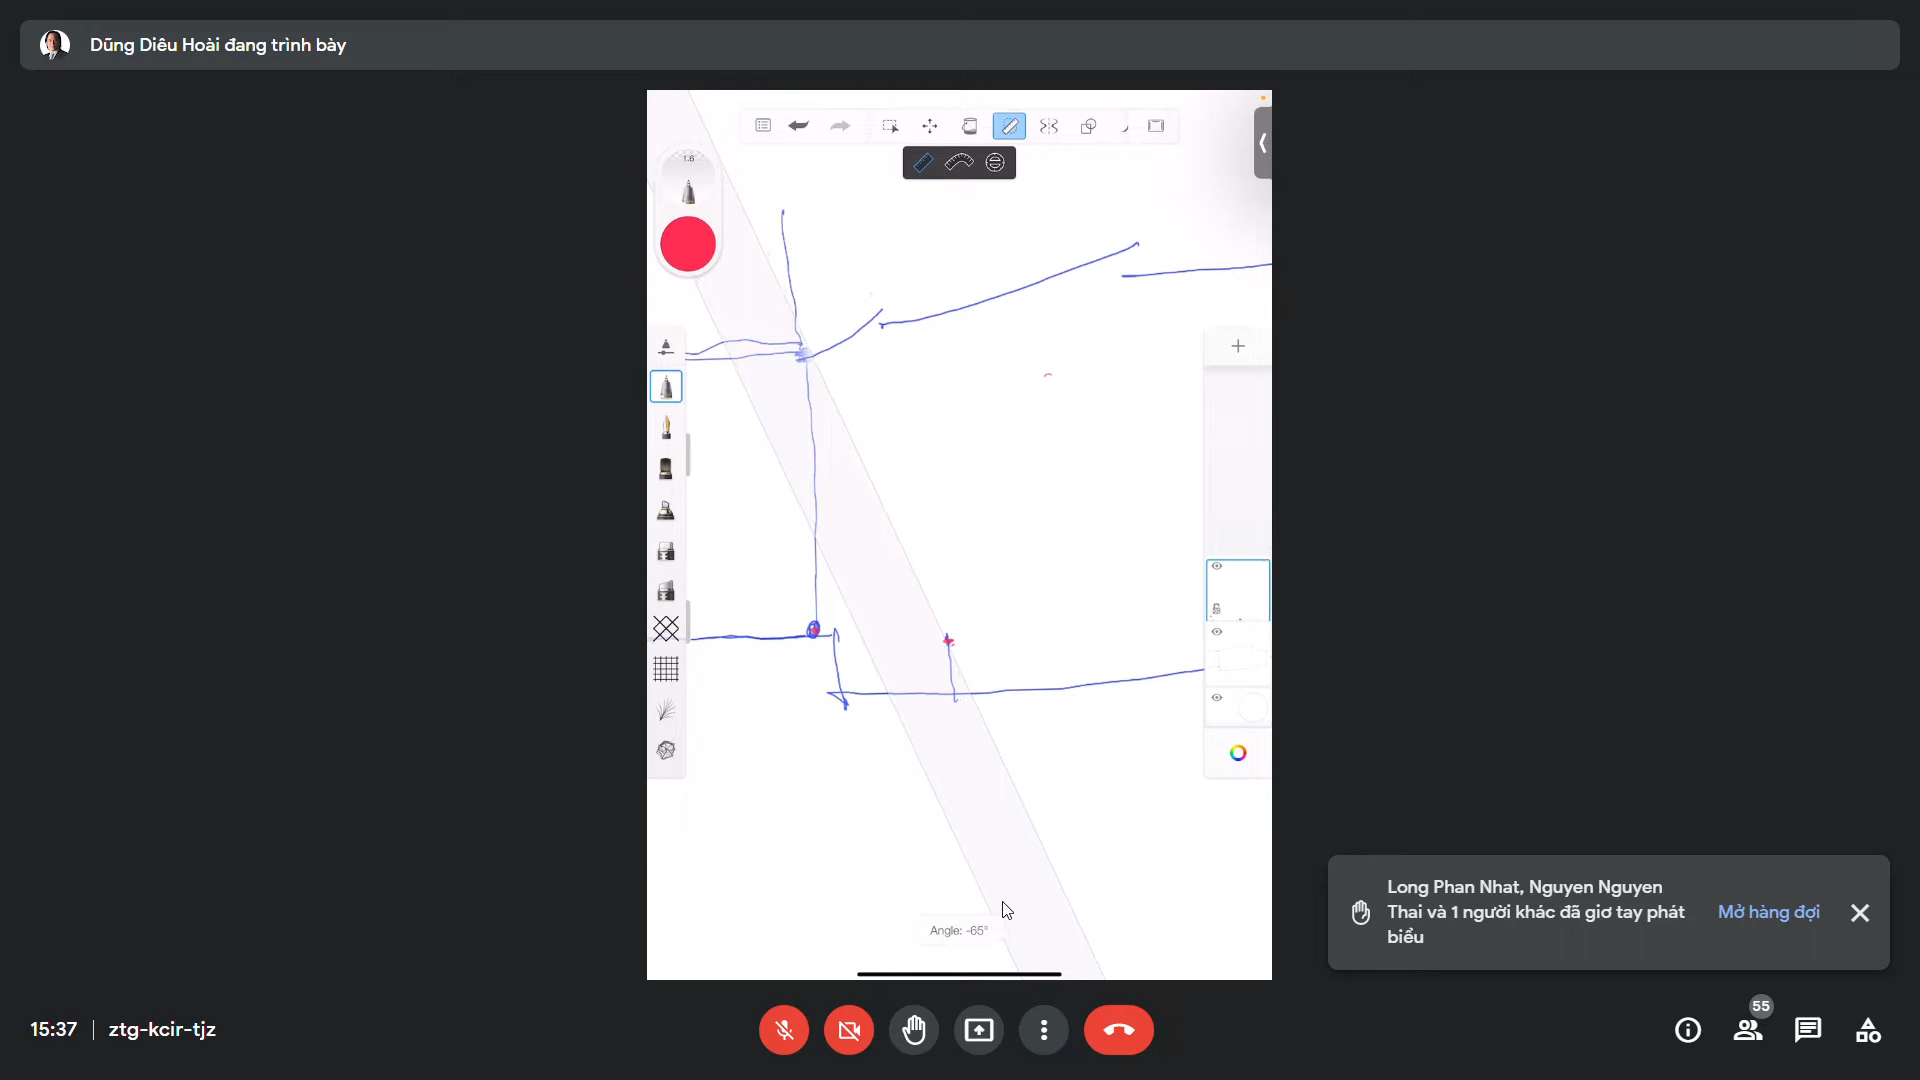 Dũng Diêu Hoài đang trình bày
1.6
Angle: -65°
Long Phan Nhat, Nguyen Nguyen
Thai và 1 người khác đã giơ tay phát
biểu
Mở hàng đợi
15:37 | ztg-kcir-tjz
55